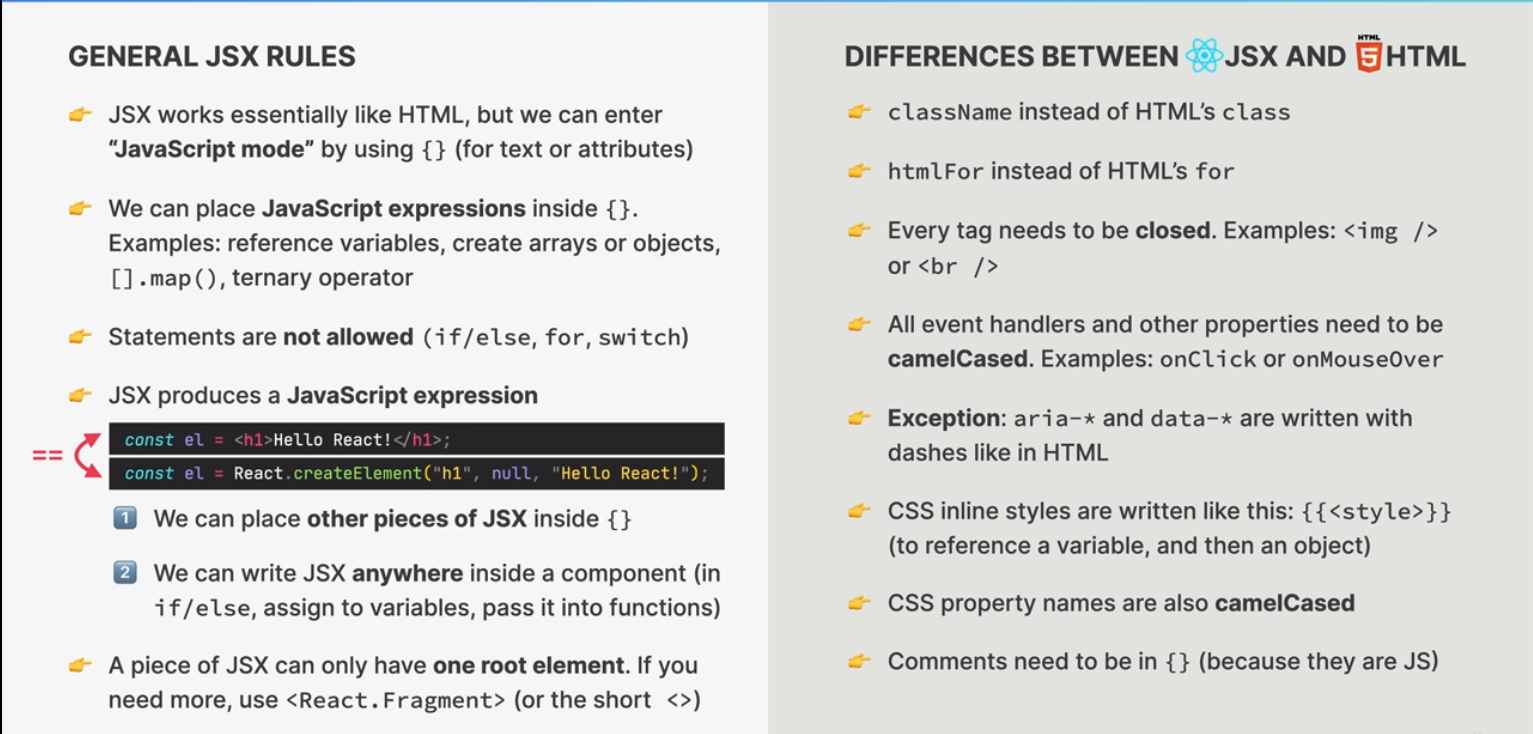 GENERAL JSX RULES
👉 JSX works essentially like HTML, but we can enter
“JavaScript mode” by using {} (for text or attributes)
👉 We can place JavaScript expressions inside {}.
Examples: reference variables, create arrays or objects,
[].map(), ternary operator
👉 Statements are not allowed (if/else, for, switch)
👉 JSX produces a JavaScript expression
const el = <h1>Hello React!</h1>;
==
const el = React.createElement("h1", null, "Hello React!");
1 We can place other pieces of JSX inside {}
2 We can write JSX anywhere inside a component (in
if/else, assign to variables, pass it into functions)
👉 A piece of JSX can only have one root element. If you
need more, use <React.Fragment> (or the short <>)
DIFFERENCES BETWEEN JSX AND HTML 5 HTML
👉 className instead of HTML’s class
👉 htmlFor instead of HTML’s for
👉 Every tag needs to be closed. Examples: <img />
or <br />
👉 All event handlers and other properties need to be
camelCased. Examples: onClick or onMouseOver
👉 Exception: aria-* and data-* are written with
dashes like in HTML
👉 CSS inline styles are written like this: {{<style>}}
(to reference a variable, and then an object)
👉 CSS property names are also camelCased
👉 Comments need to be in {} (because they are JS)